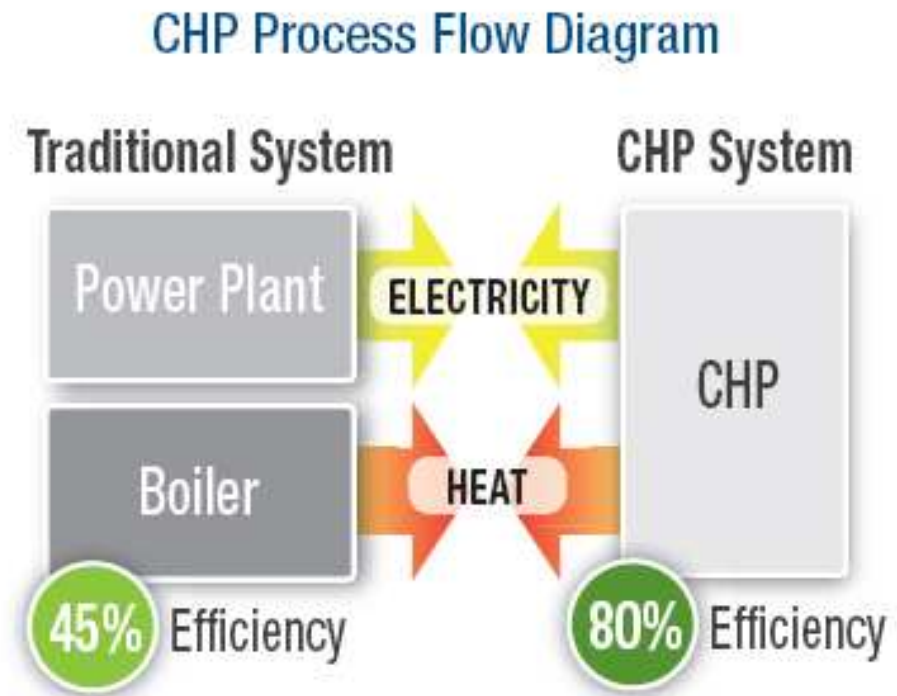 CHP Process Flow Diagram
Traditional System
CHP System
Power Plant
ELECTRICITY
CHP
Boiler
HEAT
45% Efficiency
80% Efficiency